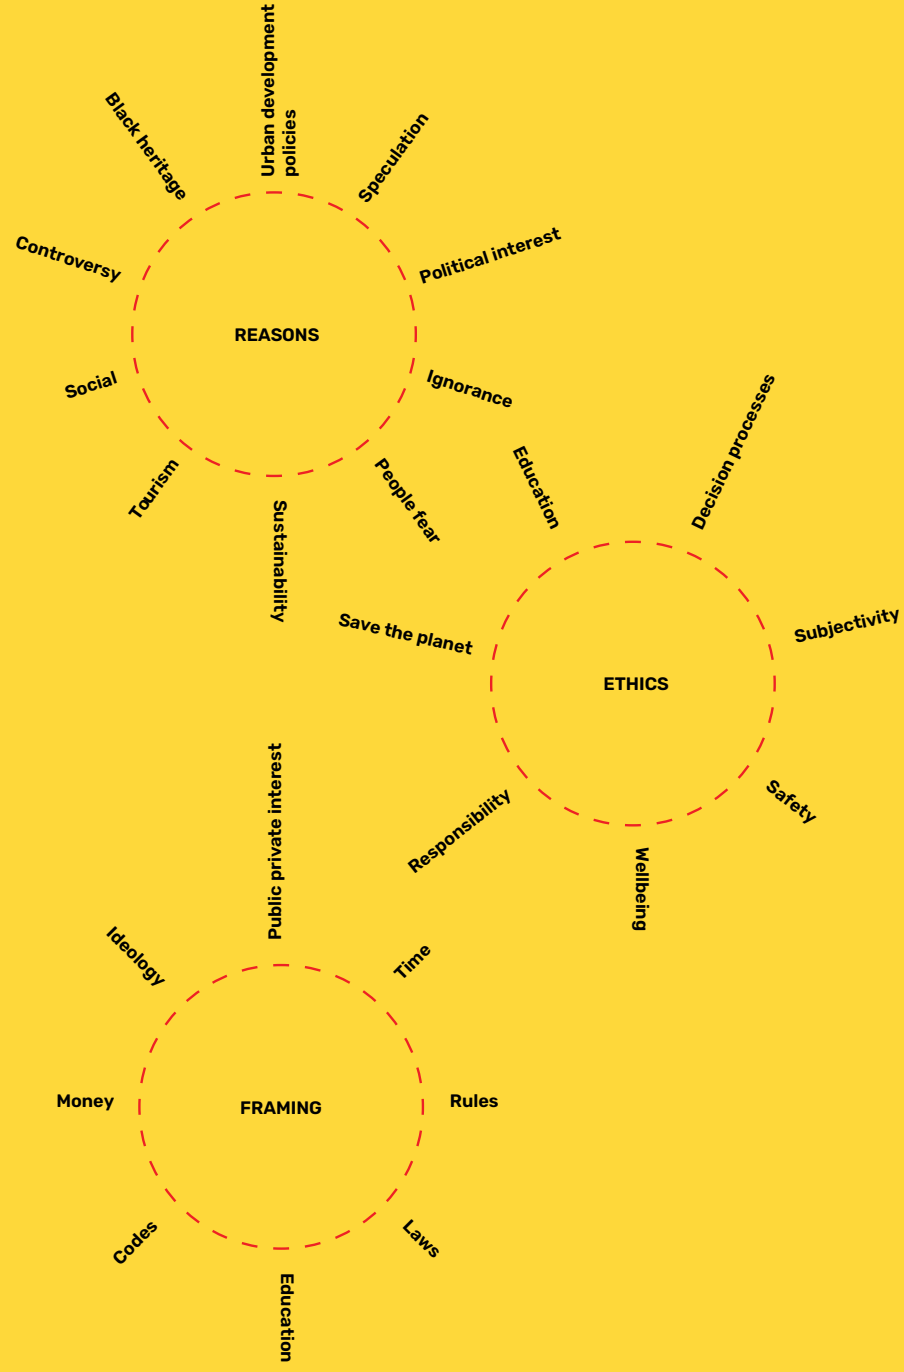 Urban development
policies
Speculation
Political interest
Ignorance
People fear
Sustainability
Tourism
Social
Controversy
Black heritage
REASONS
Decision processes
Subjectivity
Safety
Wellbeing
Responsibility
Save the planet
Education
ETHICS
Public private interest
Time
Rules
Laws
Education
Codes
Money
Ideology
FRAMING